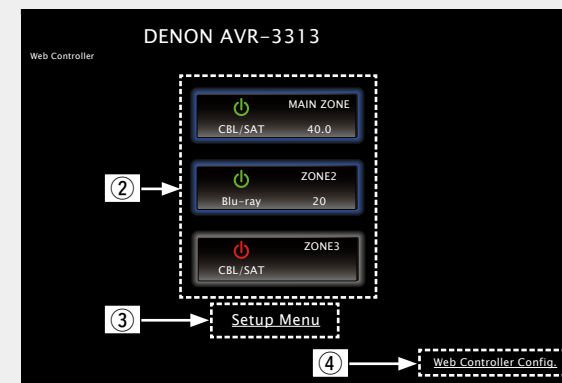 DENON AVR-3313
Web Controller
MAIN ZONE
CBL/SAT 40.0
② ZONE2
Blu-ray 20
ZONE3
CBL/SAT
③ Setup Menu
④ Web Controller Config.